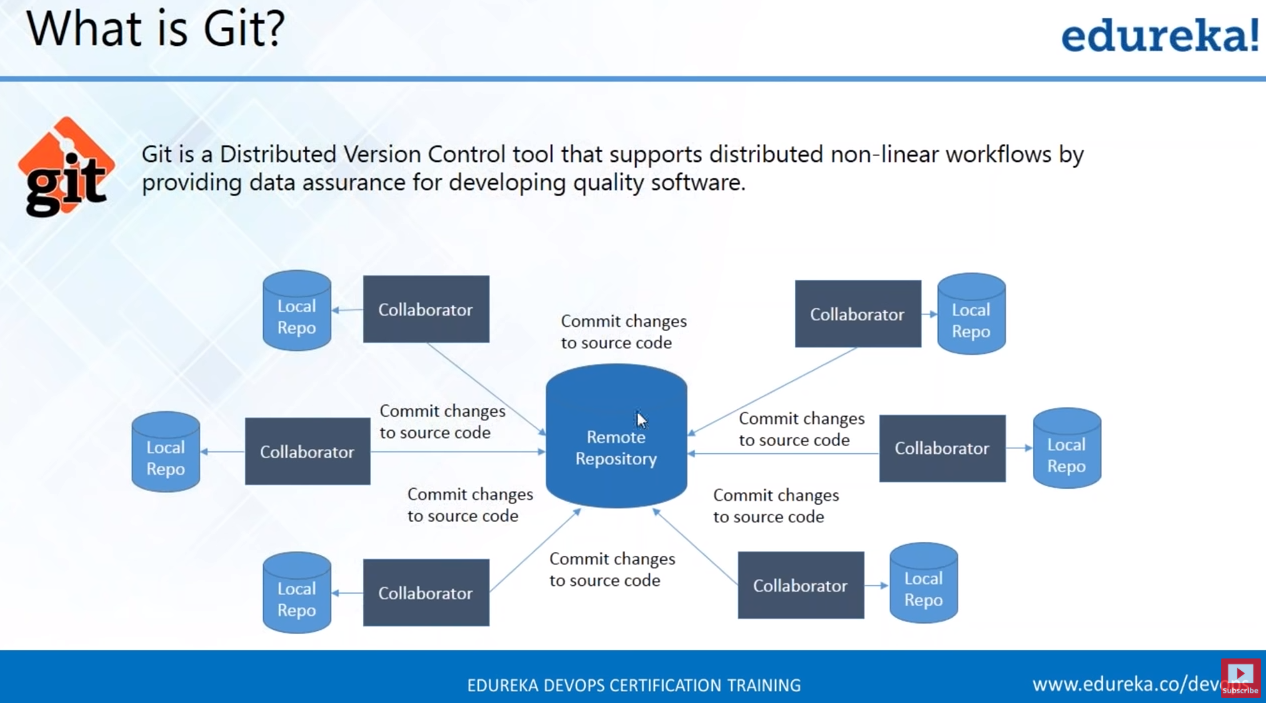 What is Git?
edureka!
git
Git is a Distributed Version Control tool that supports distributed non-linear workflows by
providing data assurance for developing quality software.
Local
Repo
Collaborator
Commit changes
to source code
Collaborator
Local
Repo
Local
Repo
Collaborator
Commit changes
to source code
Remote
Repository
Commit changes
to source code
Collaborator
Local
Repo
Commit changes
to source code
Commit changes
to source code
Local
Repo
Collaborator
Commit changes
to source code
Collaborator
Local
Repo
EDUREKA DEVOPS CERTIFICATION TRAINING
www.edureka.co/devops
Subscribe